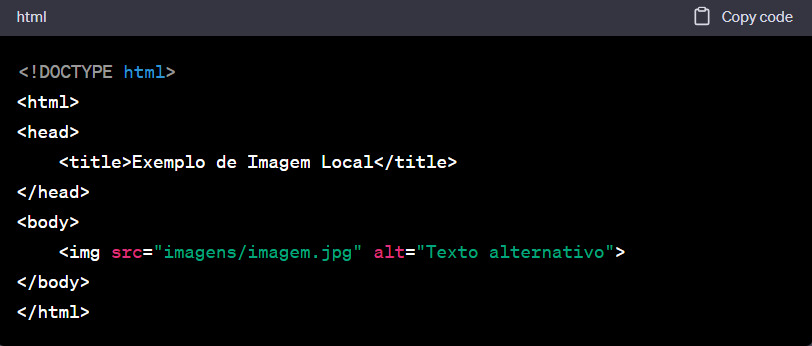 html
Copy code
<!DOCTYPE html>
<html>
<head>
    <title>Exemplo de Imagem Local</title>
</head>
<body>
    <img src="imagens/imagem.jpg" alt="Texto alternativo">
</body>
</html>